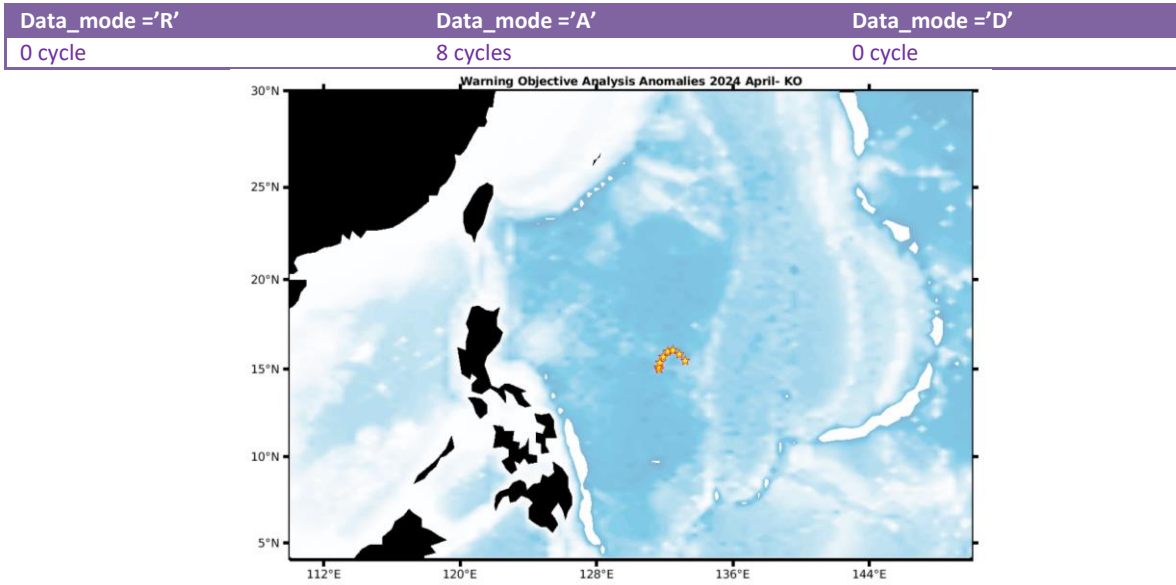 Data_mode ='R' Data_mode ='A' Data_mode ='D'
0 cycle 8 cycles 0 cycle
Warning Objective Analysis Anomalies 2024 April- KO
30°N
25°N
20°N
15°N
10°N
5°N
112°E 120°E 128°E 136°E 144°E